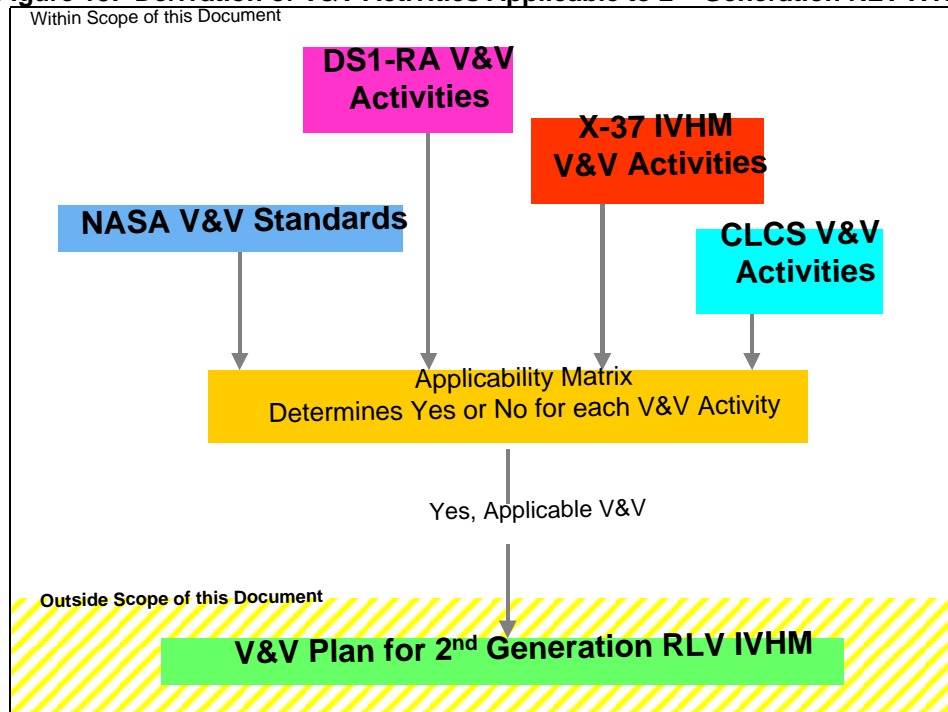 Within Scope of this Document
DS1-RA V&V
Activities
X-37 IVHM
V&V Activities
NASA V&V Standards
CLCS V&V
Activities
Applicability Matrix
Determines Yes or No for each V&V Activity
Yes, Applicable V&V
Outside Scope of this Document
V&V Plan for 2nd Generation RLV IVHM